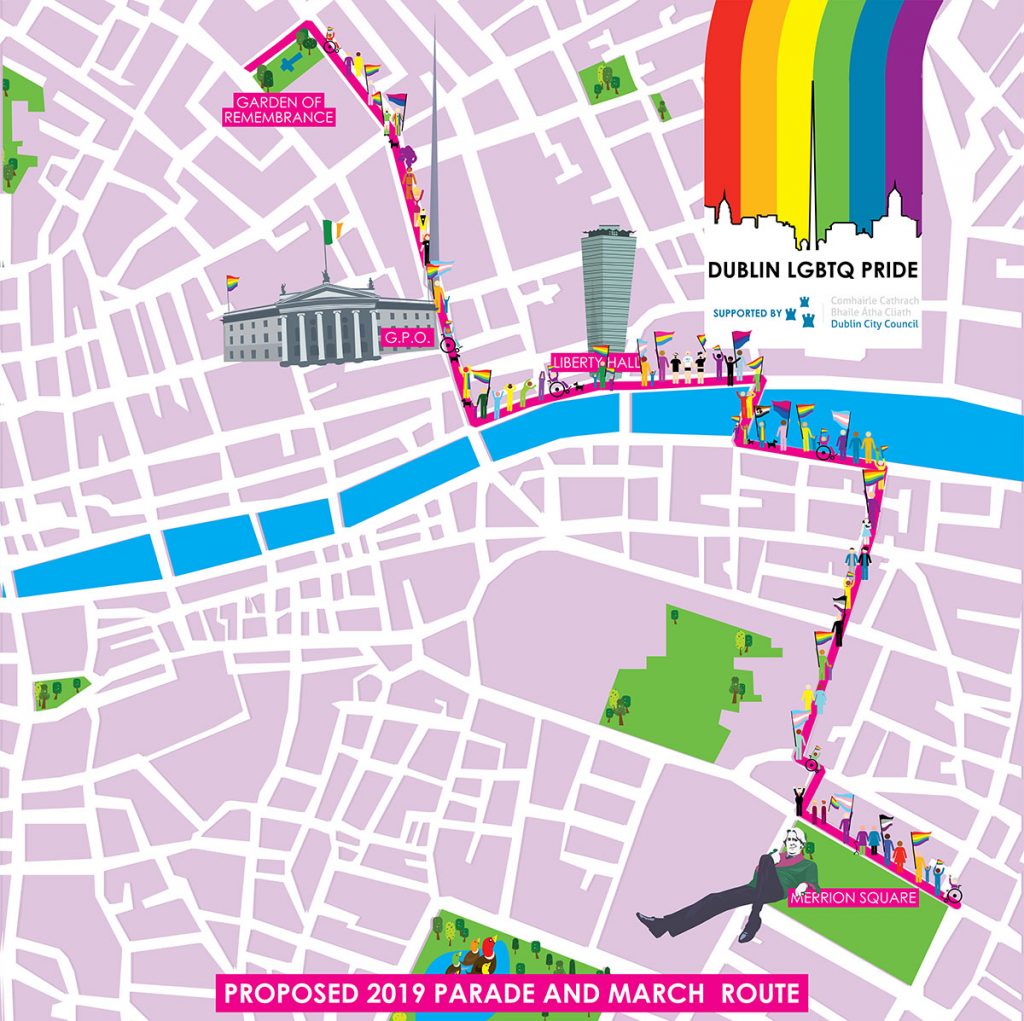 GARDEN OF
REMEMBRANCE
G.P.O.
LIBERTY HALL
DUBLIN LGBTQ PRIDE
SUPPORTED BY
Comhairle Cathrach
Bhaile Átha Cliath
Dublin City Council
MERRION SQUARE
PROPOSED 2019 PARADE AND MARCH ROUTE